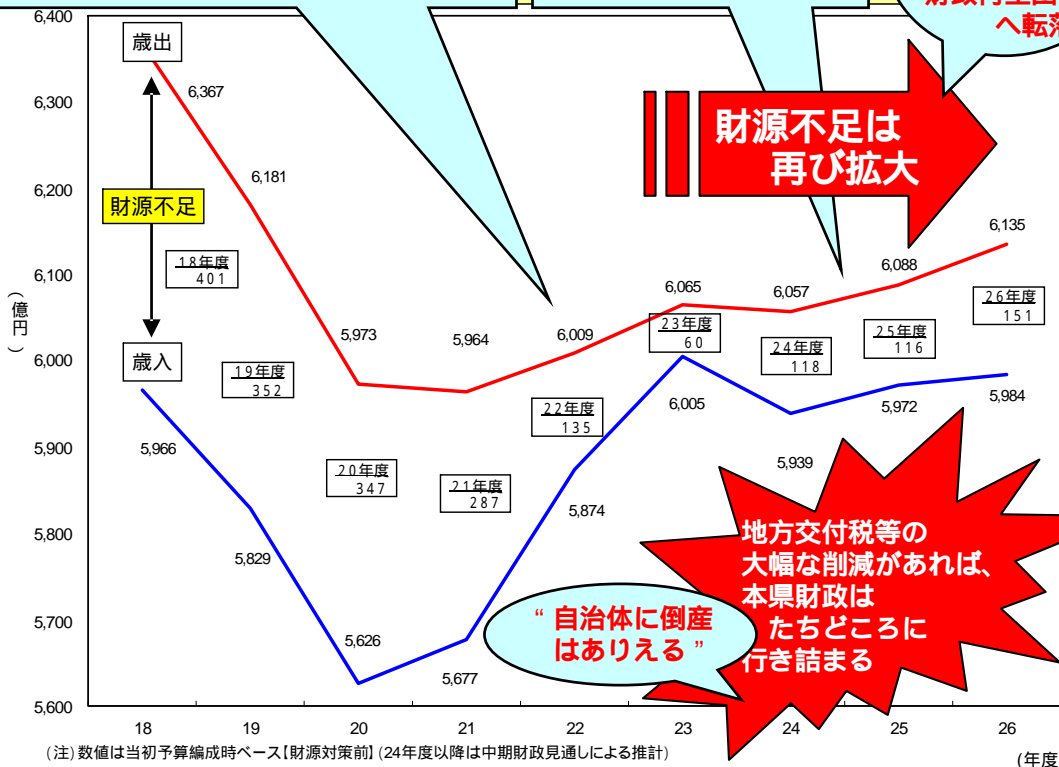 財政再生団
へ転落
6,400
6,300
6,200
6,100
6,000
5,900
5,800
5,700
5,600
(億円)
歳出
財源不足
歳入
財源不足は
再び拡大
6,367
6,181
5,973
5,964
6,009
6,065
6,057
6,088
6,135
18年度
401
19年度
352
20年度
347
21年度
287
22年度
135
23年度
60
24年度
118
25年度
116
26年度
151
5,966
5,829
5,626
5,677
5,874
6,005
5,939
5,972
5,984
“自治体に倒産
はありえる”
地方交付税等の
大幅な削減があれば、
本県財政は
たちどころに
行き詰まる
18 19 20 21 22 23 24 25 26
(注)数値は当初予算編成時ベース【財源対策前】(24年度以降は中期財政見通しによる推計)
(年度